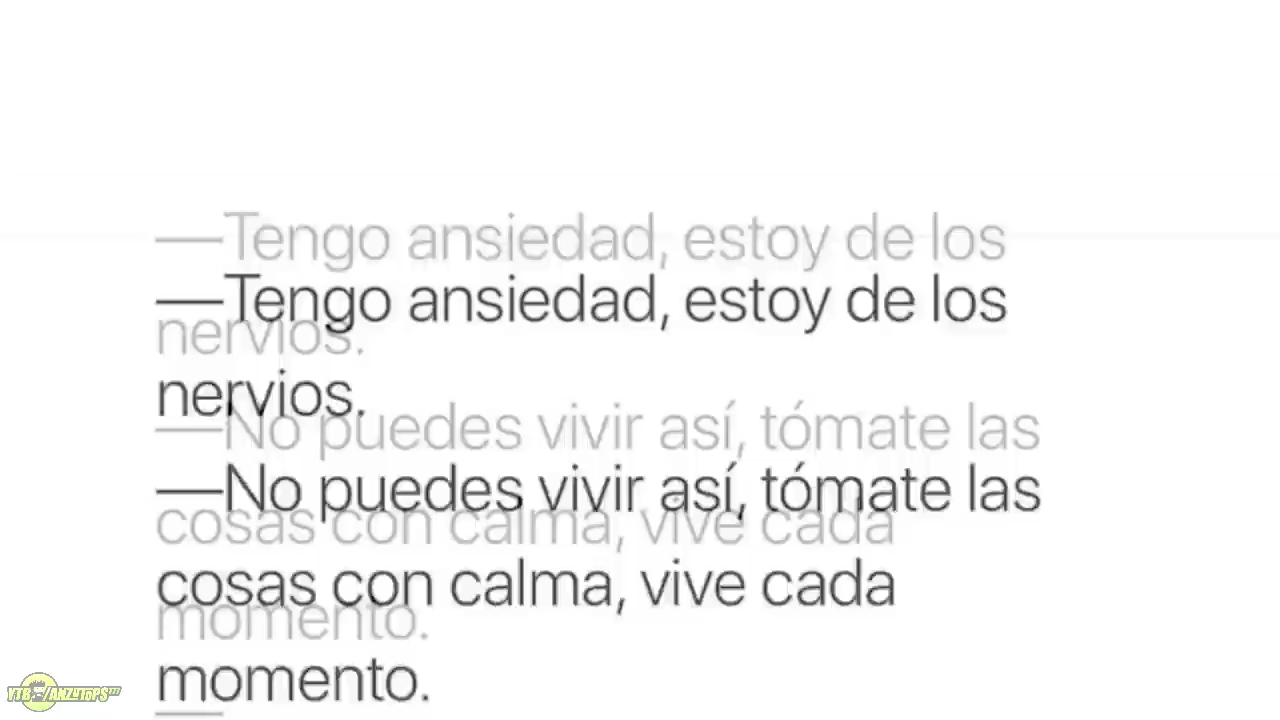 —Tengo ansiedad, estoy de los
nervios.
—No puedes vivir así, tómate las
cosas con calma, vive cada
momento.